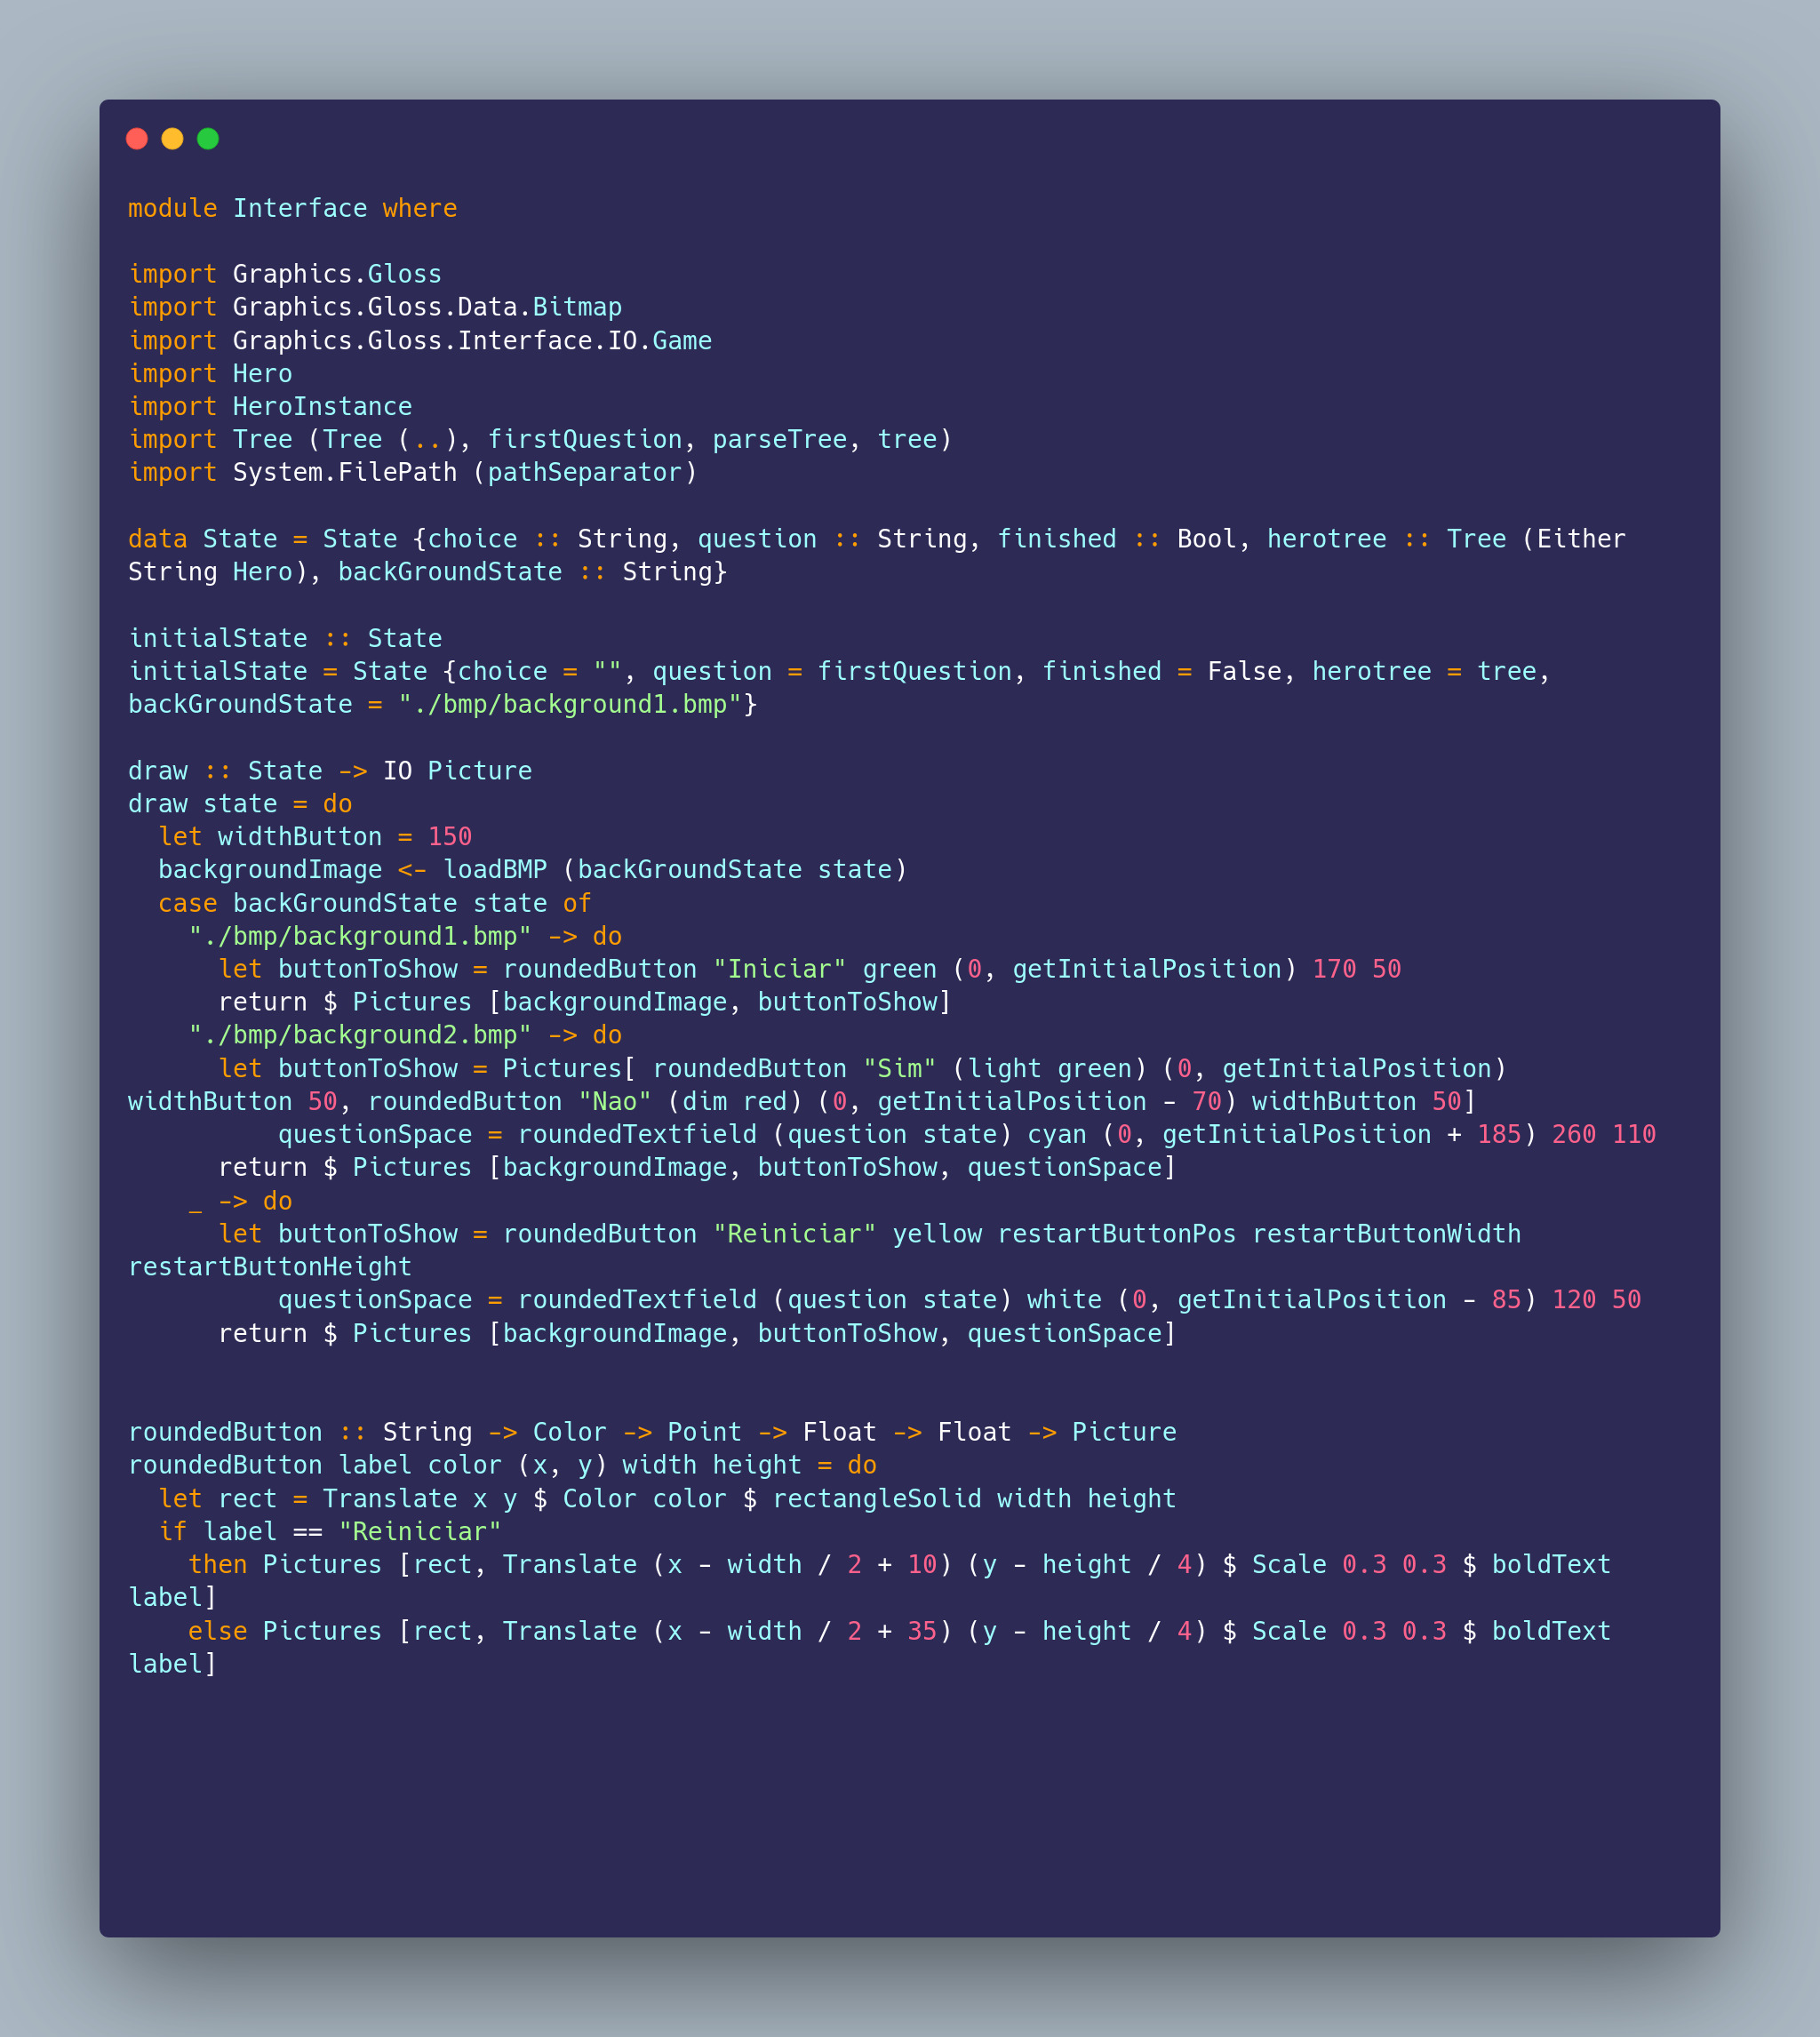 module Interface where

import Graphics.Gloss
import Graphics.Gloss.Data.Bitmap
import Graphics.Gloss.Interface.IO.Game
import Hero
import HeroInstance
import Tree (Tree (..), firstQuestion, parseTree, tree)
import System.FilePath (pathSeparator)

data State = State {choice :: String, question :: String, finished :: Bool, herotree :: Tree (Either
String Hero), backGroundState :: String}

initialState :: State
initialState = State {choice = "", question = firstQuestion, finished = False, herotree = tree,
backGroundState = "./bmp/background1.bmp"}

draw :: State -> IO Picture
draw state = do
  let widthButton = 150
  backgroundImage <- loadBMP (backGroundState state)
  case backGroundState state of
    "./bmp/background1.bmp" -> do
      let buttonToShow = roundedButton "Iniciar" green (0, getInitialPosition) 170 50
      return $ Pictures [backgroundImage, buttonToShow]
    "./bmp/background2.bmp" -> do
      let buttonToShow = Pictures[ roundedButton "Sim" (light green) (0, getInitialPosition)
widthButton 50, roundedButton "Nao" (dim red) (0, getInitialPosition - 70) widthButton 50]
          questionSpace = roundedTextfield (question state) cyan (0, getInitialPosition + 185) 260 110
      return $ Pictures [backgroundImage, buttonToShow, questionSpace]
    _ -> do
      let buttonToShow = roundedButton "Reiniciar" yellow restartButtonPos restartButtonWidth
restartButtonHeight
          questionSpace = roundedTextfield (question state) white (0, getInitialPosition - 85) 120 50
      return $ Pictures [backgroundImage, buttonToShow, questionSpace]


roundedButton :: String -> Color -> Point -> Float -> Float -> Picture
roundedButton label color (x, y) width height = do
  let rect = Translate x y $ Color color $ rectangleSolid width height
  if label == "Reiniciar"
    then Pictures [rect, Translate (x - width / 2 + 10) (y - height / 4) $ Scale 0.3 0.3 $ boldText
label]
    else Pictures [rect, Translate (x - width / 2 + 35) (y - height / 4) $ Scale 0.3 0.3 $ boldText
label]